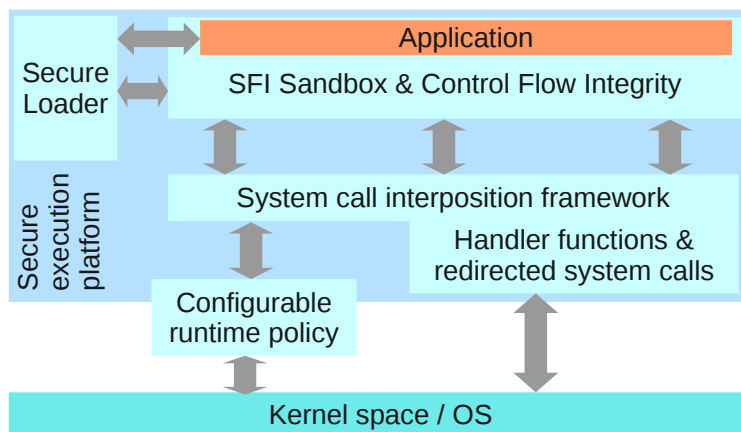 Application
Secure
Loader
SFI Sandbox & Control Flow Integrity
System call interposition framework
Secure
execution
platform
Handler functions &
redirected system calls
Configurable
runtime policy
Kernel space / OS